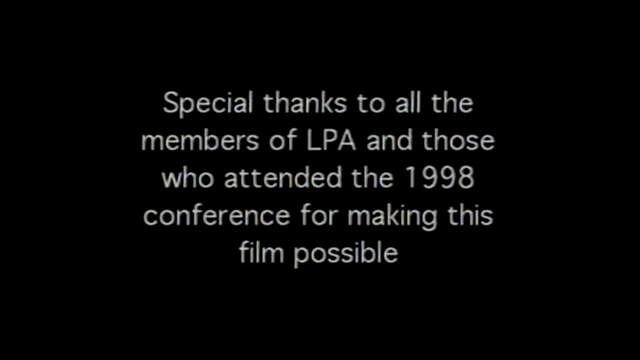 Special thanks to all the
members of LPA and those
who attended the 1998
conference for making this
film possible